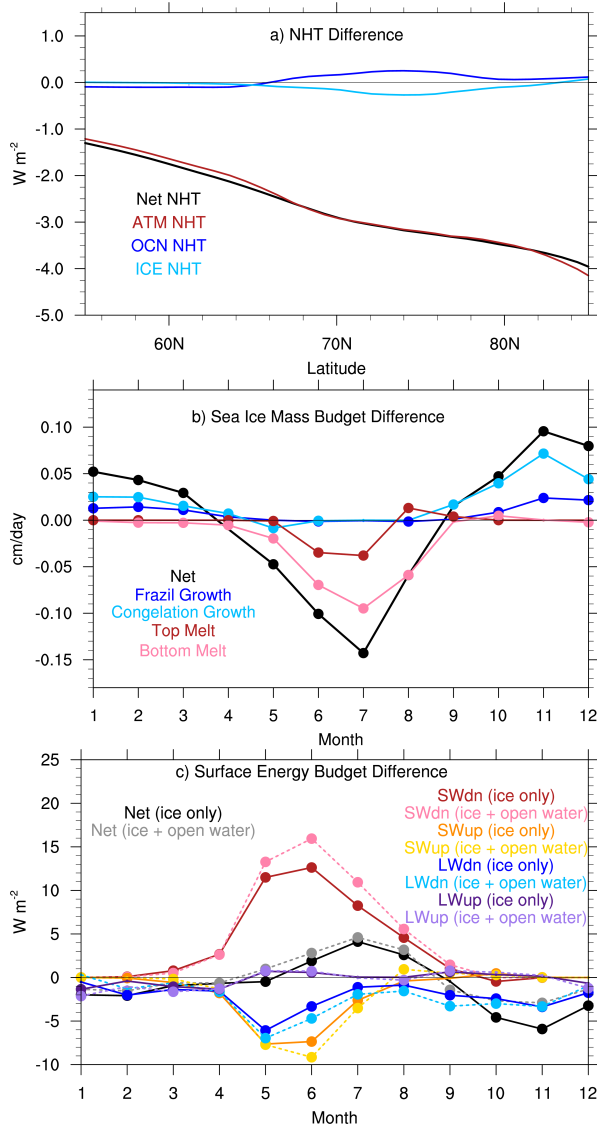 a) NHT Difference
1.0
0.0
-1.0
-2.0
-3.0
-4.0
-5.0
W m-2
Net NHT
ATM NHT
OCN NHT
ICE NHT
60N 70N 80N
Latitude
b) Sea Ice Mass Budget Difference
0.10
0.05
0.00
-0.05
-0.10
-0.15
cm/day
Net
Frazil Growth
Congelation Growth
Top Melt
Bottom Melt
1 2 3 4 5 6 7 8 9 10 11 12
Month
c) Surface Energy Budget Difference
25
20
15
10
5
0
-5
-10
W m-2
Net (ice only)
Net (ice + open water)
SWdn (ice only)
SWdn (ice + open water)
SWup (ice only)
SWup (ice + open water)
LWdn (ice only)
LWdn (ice + open water)
LWup (ice only)
LWup (ice + open water)
1 2 3 4 5 6 7 8 9 10 11 12
Month